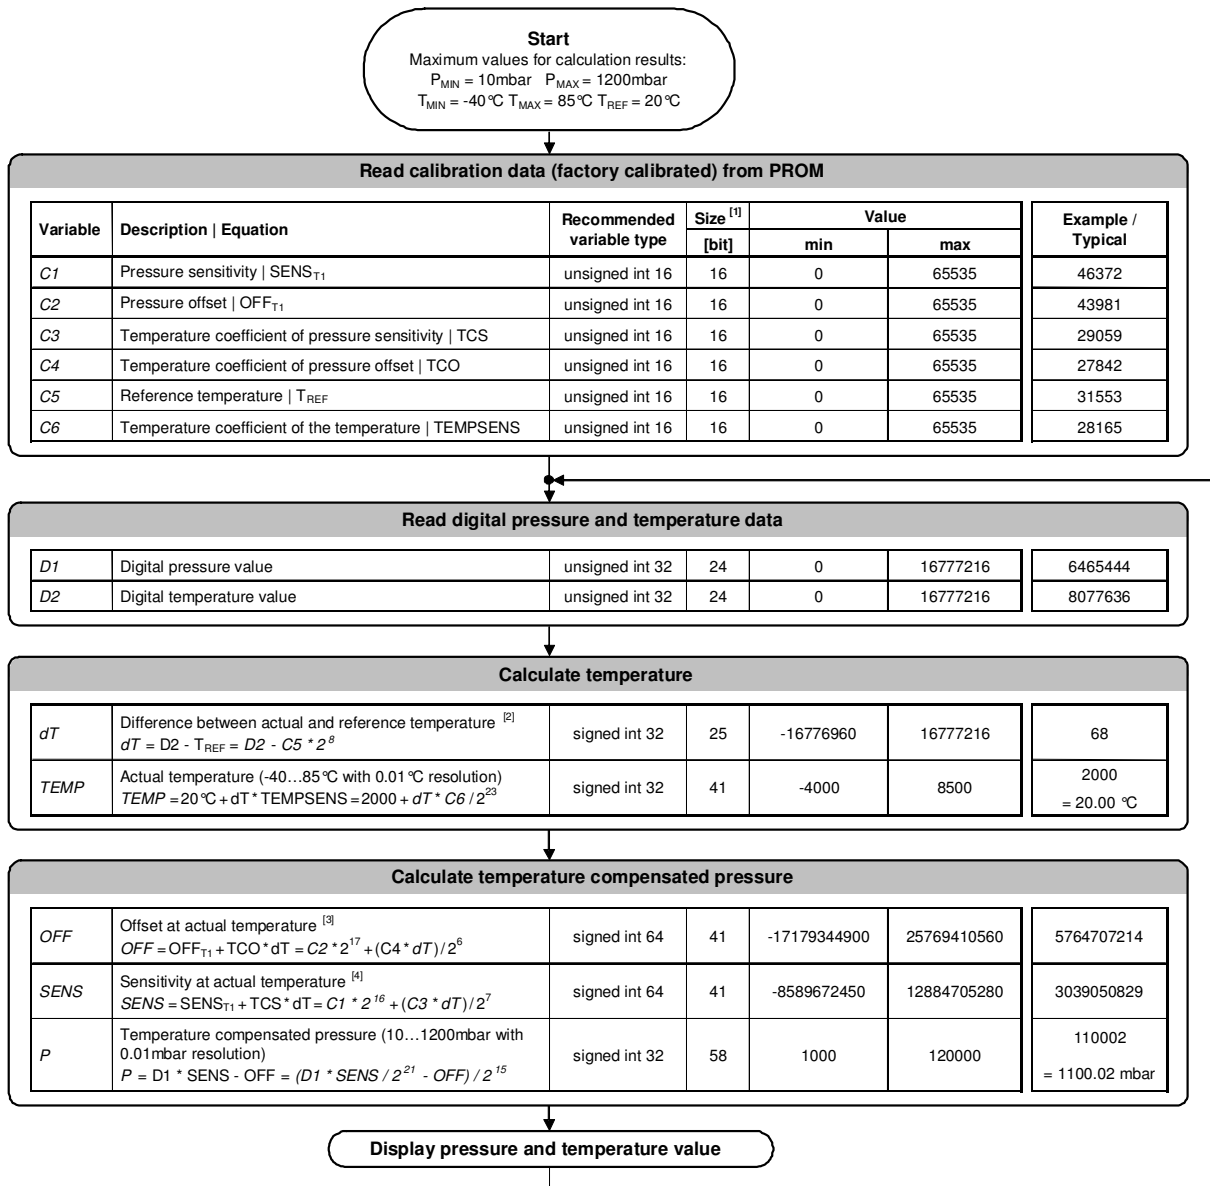 Start
Maximum values for calculation results:
PMIN = 10mbar PMAX = 1200mbar
TMIN = -40°C TMAX = 85°C TREF = 20°C
Read calibration data (factory calibrated) from PROM
Variable Description | Equation Recommended variable type Size [1] [bit] Value min max Example / Typical
C1 Pressure sensitivity | SENST1 unsigned int 16 16 0 65535 46372
C2 Pressure offset | OFFT1 unsigned int 16 16 0 65535 43981
C3 Temperature coefficient of pressure sensitivity | TCS unsigned int 16 16 0 65535 29059
C4 Temperature coefficient of pressure offset | TCO unsigned int 16 16 0 65535 27842
C5 Reference temperature | TREF unsigned int 16 16 0 65535 31553
C6 Temperature coefficient of the temperature | TEMPSENS unsigned int 16 16 0 65535 28165
Read digital pressure and temperature data
D1 Digital pressure value unsigned int 32 24 0 16777216 6465444
D2 Digital temperature value unsigned int 32 24 0 16777216 8077636
Calculate temperature
dT Difference between actual and reference temperature [2]
dT = D2 - TREF = D2 - C5 * 2^8 signed int 32 25 -16776960 16777216 68
TEMP Actual temperature (-40…85°C with 0.01°C resolution)
TEMP = 20°C + dT * TEMPSENS = 2000 + dT * C6 / 2^23 signed int 32 41 -4000 8500 2000
= 20.00 °C
Calculate temperature compensated pressure
OFF Offset at actual temperature [3]
OFF = OFFT1 + TCO * dT = C2 * 2^17 + (C4 * dT) / 2^6 signed int 64 41 -17179344900 25769410560 5764707214
SENS Sensitivity at actual temperature [4]
SENS = SENST1 + TCS * dT = C1 * 2^16 + (C3 * dT) / 2^7 signed int 64 41 -8589672450 12884705280 3039050829
P Temperature compensated pressure (10…1200mbar with
0.01mbar resolution)
P = D1 * SENS - OFF = (D1 * SENS / 2^21 - OFF) / 2^15 signed int 32 58 1000 120000 110002
= 1100.02 mbar
Display pressure and temperature value